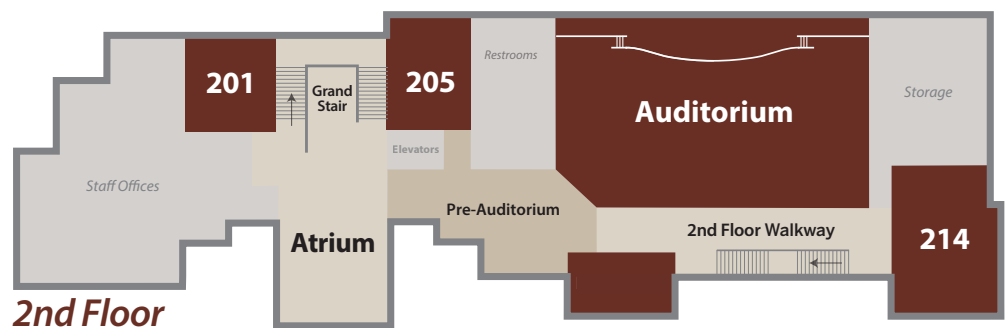 201
Grand
Stair
205
Restrooms
Auditorium
Storage
Elevators
Staff Offices
Pre-Auditorium
Atrium
2nd Floor Walkway
214
2nd Floor